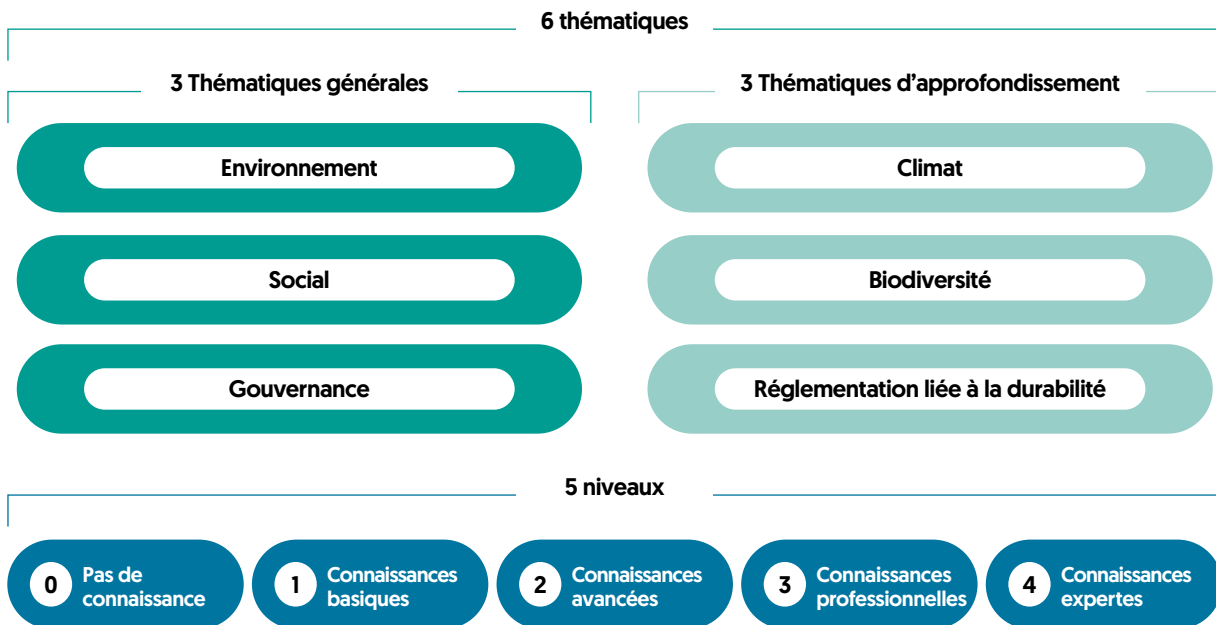 6 thématiques
3 Thématiques générales
3 Thématiques d’approfondissement
Environnement
Social
Gouvernance
Climat
Biodiversité
Réglementation liée à la durabilité
5 niveaux
0
Pas de
connaissance
1
Connaissances
basiques
2
Connaissances
avancées
3
Connaissances
professionnelles
4
Connaissances
expertes